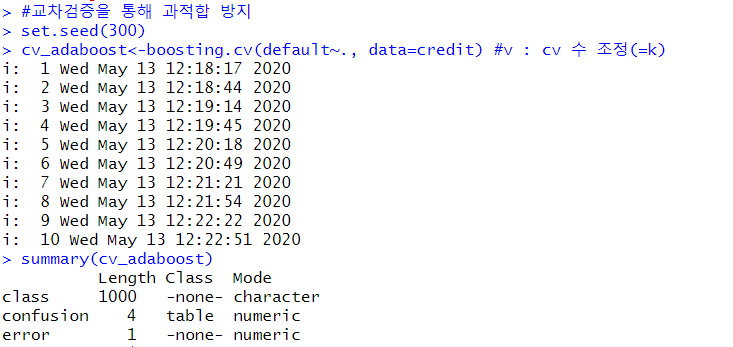 > #교차검증을 통해 과적합 방지
> set.seed(300)
> cv_adaboost<-boosting.cv(default~., data=credit) #v : cv 수 조정(=k)
i:  1 Wed May 13 12:18:17 2020
i:  2 Wed May 13 12:18:44 2020
i:  3 Wed May 13 12:19:14 2020
i:  4 Wed May 13 12:19:45 2020
i:  5 Wed May 13 12:20:18 2020
i:  6 Wed May 13 12:20:49 2020
i:  7 Wed May 13 12:21:21 2020
i:  8 Wed May 13 12:21:54 2020
i:  9 Wed May 13 12:22:22 2020
i:  10 Wed May 13 12:22:51 2020
> summary(cv_adaboost)
          Length Class  Mode
class     1000   -none- character
confusion    4   table  numeric
error        1   -none- numeric